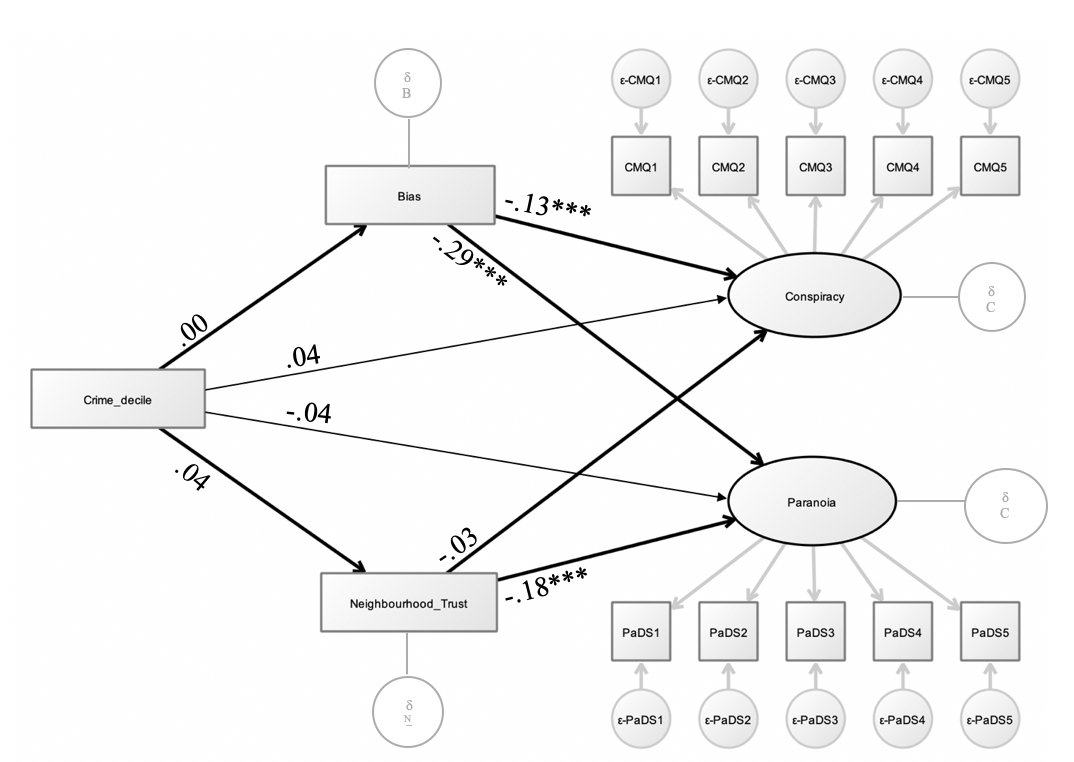 δ
B
ε-CMQ1
ε-CMQ2
ε-CMQ3
ε-CMQ4
ε-CMQ5
CMQ1
CMQ2
CMQ3
CMQ4
CMQ5
Bias
-.13***
-.29***
Conspiracy
δ
C
.00
.04
Crime_decile
-.04
.04
Paranoia
δ
C
-.03
-.18***
Neighbourhood_Trust
PaDS1
PaDS2
PaDS3
PaDS4
PaDS5
δ
N
ε-PaDS1
ε-PaDS2
ε-PaDS3
ε-PaDS4
ε-PaDS5